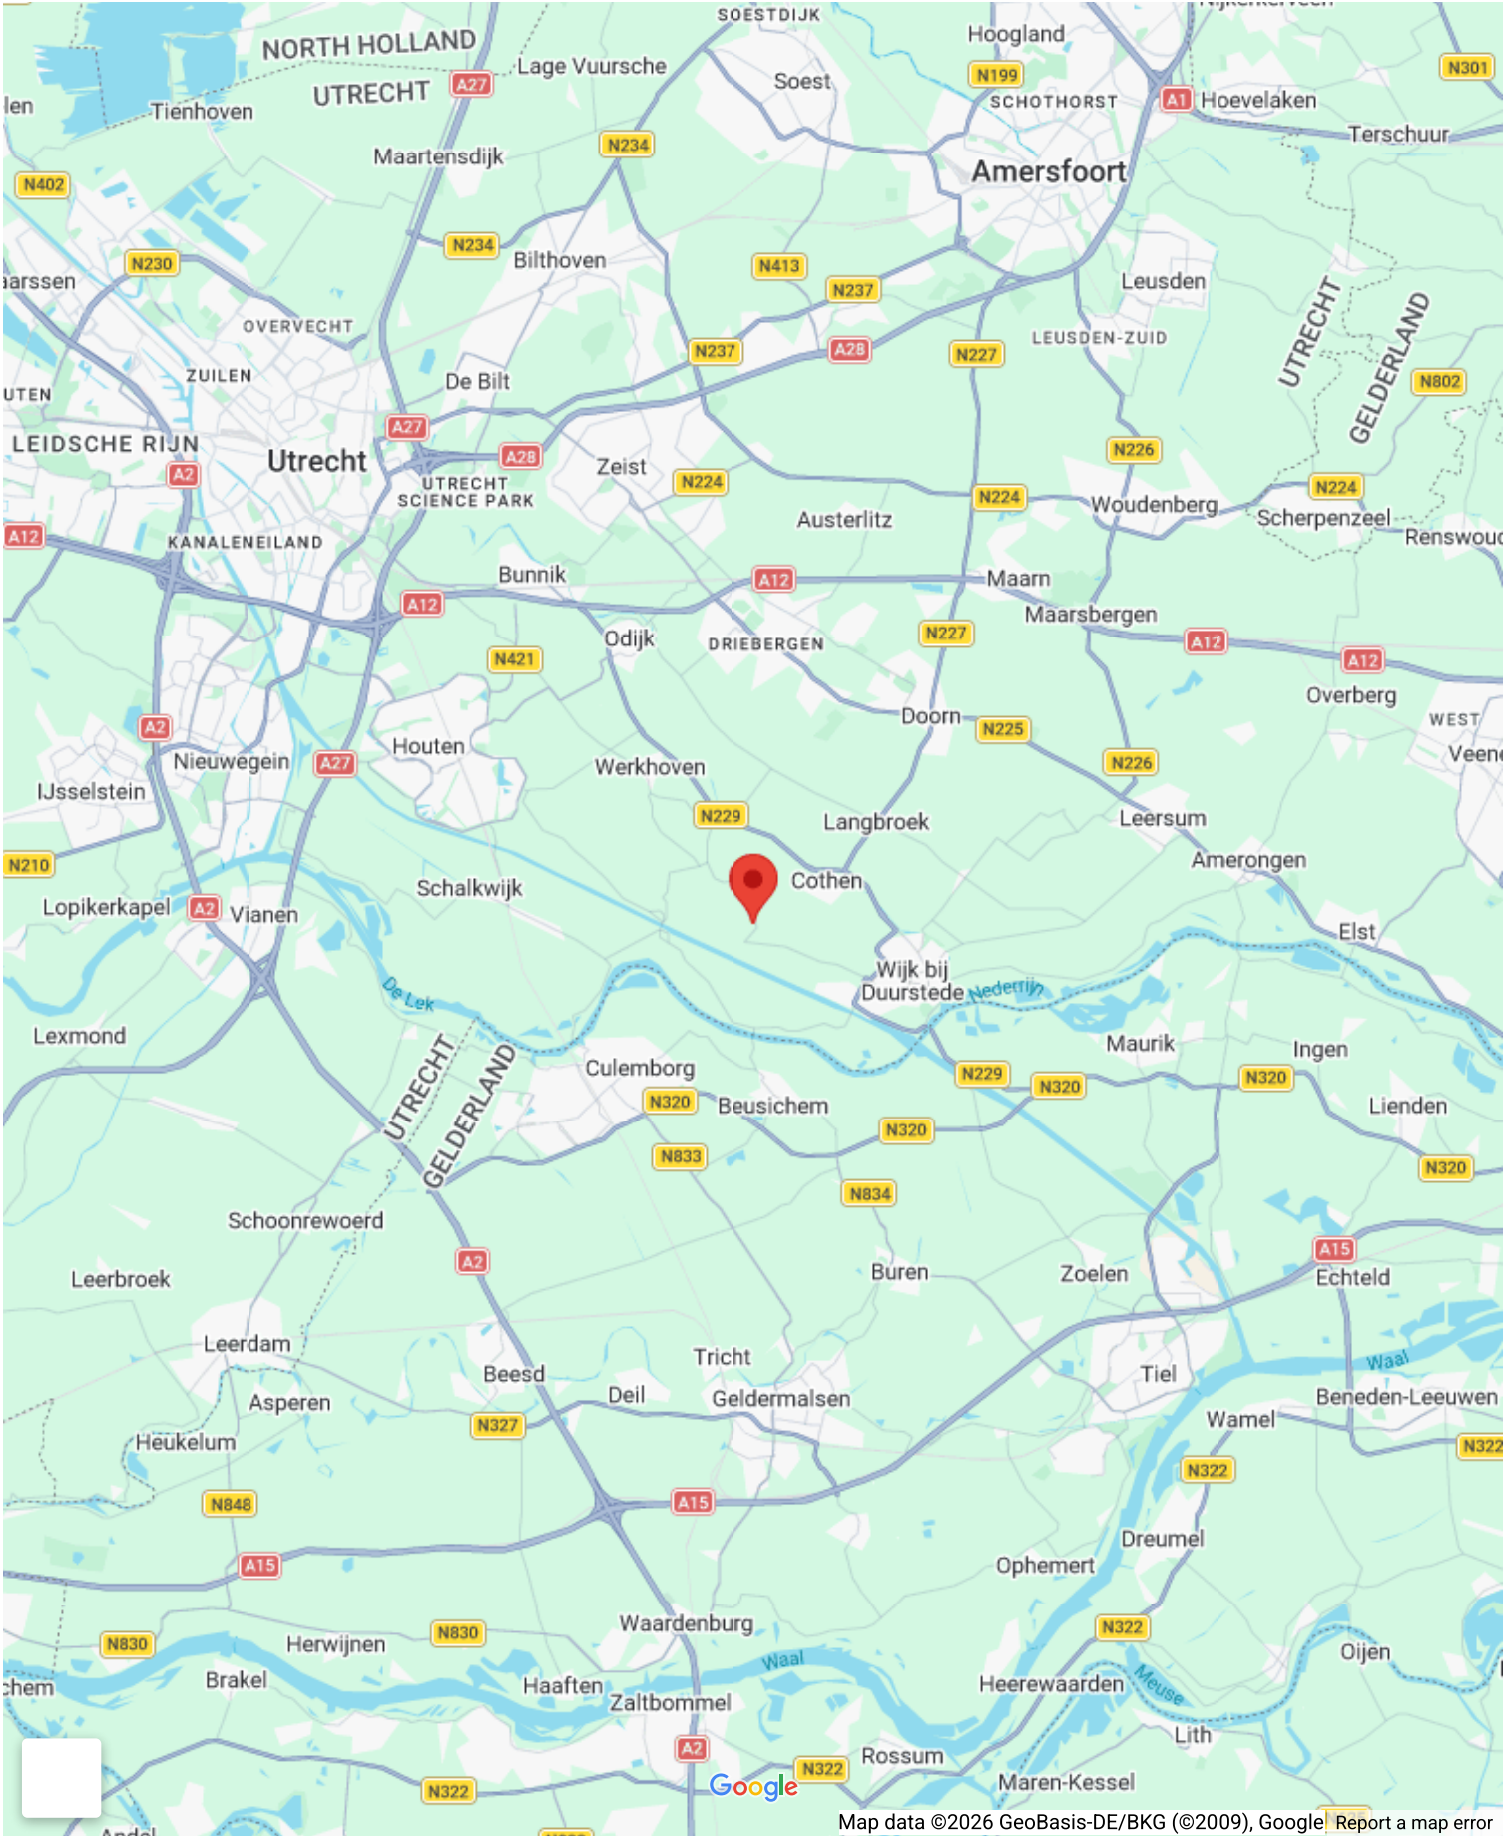 SOESTDIJK
Hoogland
NORTH HOLLAND
Lage Vuursche
N301
N199
Soest
A27
UTRECHT
SCHOTHORST
A1
Hoevelaken
Tienhoven
Terschuur
N234
Maartensdijk
Amersfoort
N402
N234
Bilthoven
N230
N413
Leusden
N237
UTRECHT
GELDERLAND
OVERVECHT
LEUSDEN-ZUID
N237
A28
N227
ZUILEN
De Bilt
N802
A27
LEIDSCHE RIJN
Utrecht
A28
N226
A2
Zeist
UTRECHT
SCIENCE PARK
N224
N224
N224
Woudenberg
Scherpenzeel
Austerlitz
A12
KANALENEILAND
Bunnik
A12
Maarn
A12
Maarsbergen
Odijk
DRIEBERGEN
N227
A12
A12
N421
Overberg
Doorn
WEST
A2
N225
Houten
Nieuwegein
A27
Werkhoven
N226
IJsselstein
N229
Langbroek
Leersum
N210
Amerongen
Cothen
Schalkwijk
Lopikerkapel
A2
Vianen
Elst
Wijk bij
Duurstede
Nederrijn
De Lek
Lexmond
Maurik
Ingen
UTRECHT
GELDERLAND
Culemborg
N229
N320
N320
N320
Beusichem
Lienden
N320
N833
N320
N834
Schoonrewoerd
A2
A15
Leerbroek
Buren
Zoelen
Echteld
Leerdam
Tricht
Waal
Beesd
Tiel
Deil
Geldermalsen
Asperen
Beneden-Leeuwen
N327
Wamel
Heukelum
N322
N322
N848
A15
Dreumel
A15
Ophemert
Waardenburg
N322
N830
Herwijnen
N830
Oijen
Waal
Brakel
Haaften
Heerewaarden
Meuse
Zaltbommel
Lith
A2
Rossum
N322
N322
Google
Maren-Kessel
Map data ©2026 GeoBasis-DE/BKG (©2009), Google
Report a map error